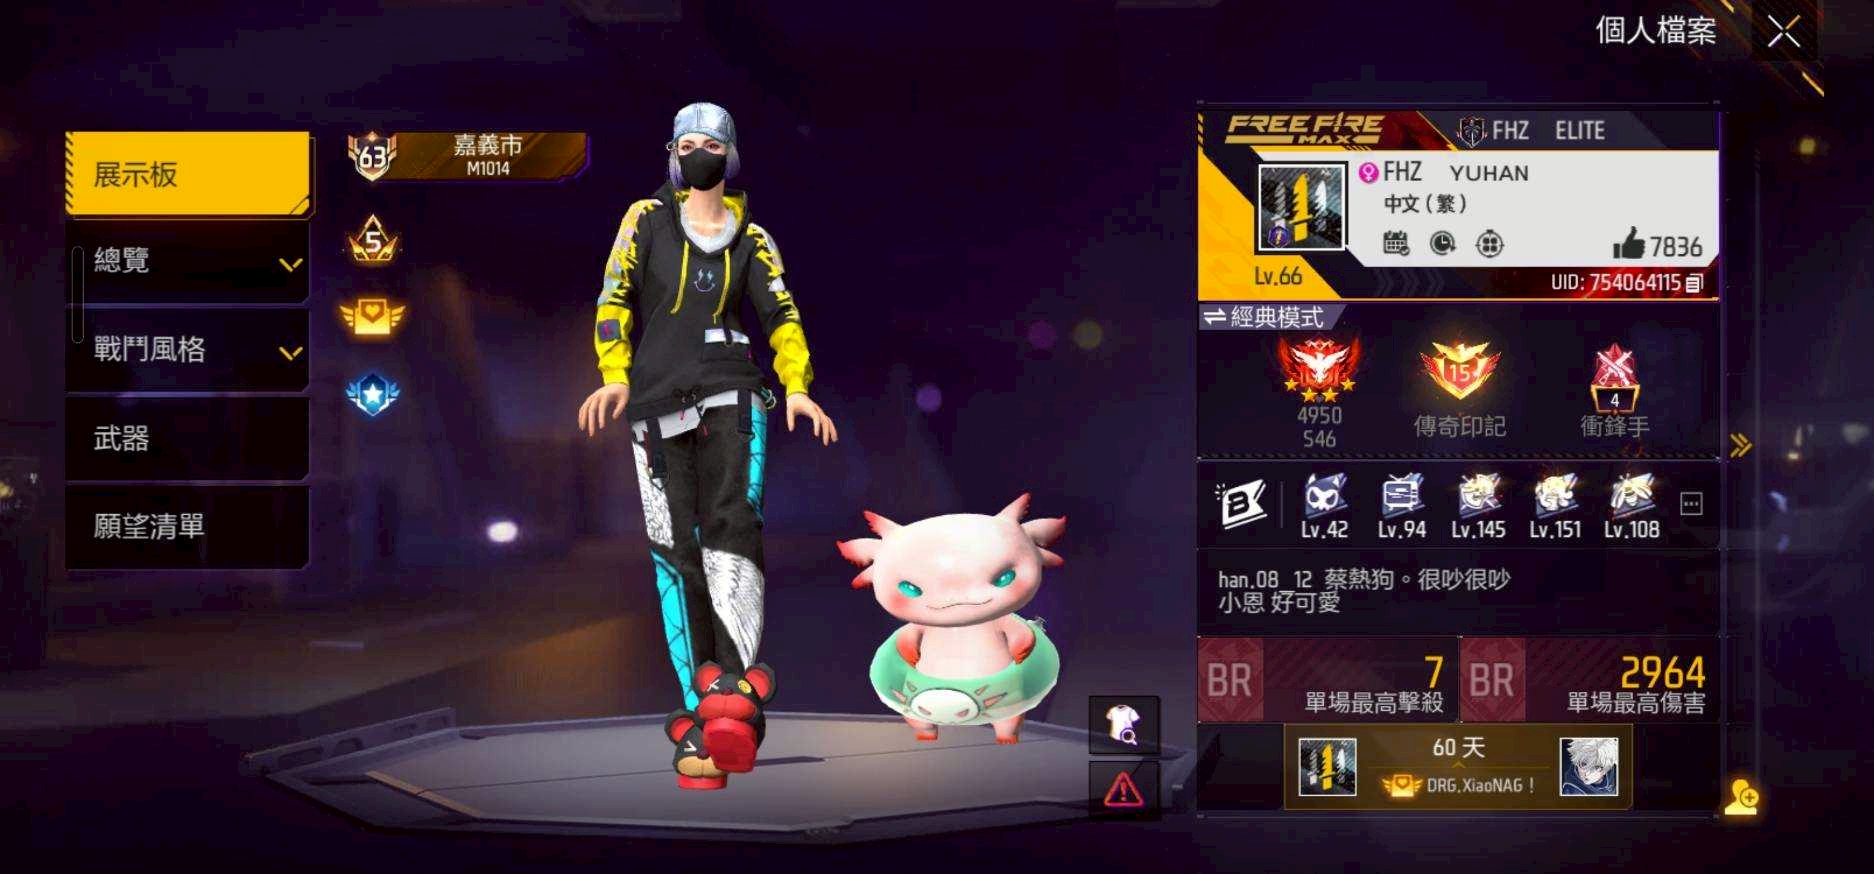 個人檔案
展示板
總覽
戰鬥風格
武器
願望清單
63
嘉義市
M1014
5
FREE FIRE
MAX
FHZ ELITE
FHZ YUHAN
中文(繁)
7836
Lv.66
UID: 754064115
經典模式
4950
546
15
傳奇印記
4
衝鋒手
B
Lv.42
Lv.94
Lv.145
Lv.151
Lv.108
han.08_12 蔡熱狗。很吵很吵
小恩 好可愛
BR
7
單場最高擊殺
BR
2964
單場最高傷害
60 天
DRG.XiaoNAG!